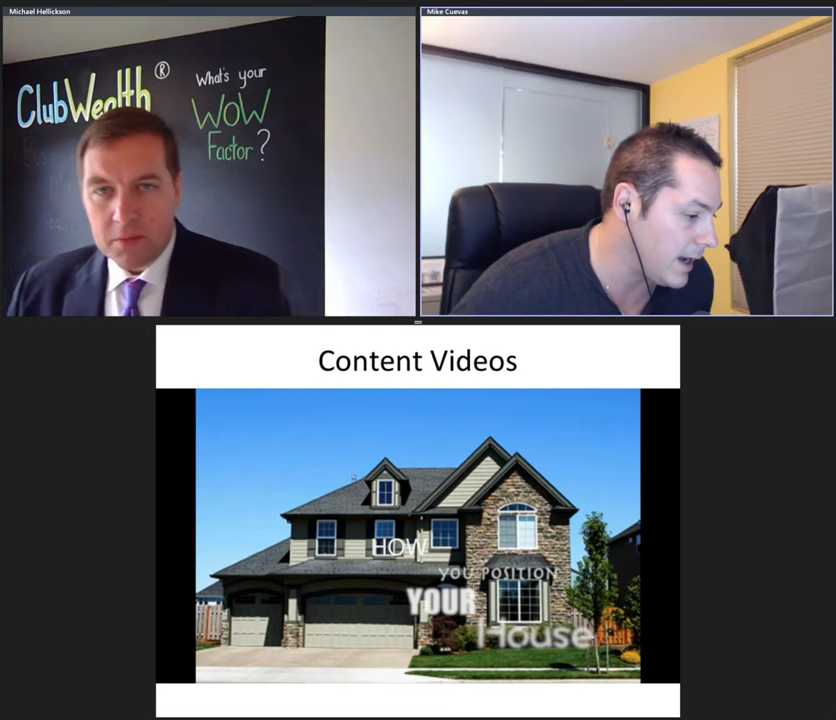 Michael Hellickson
Mike Cuevas
ClubWealth®
What's your
WOW
Factor?
Content Videos
HOW
YOU POSITION
YOUR
House